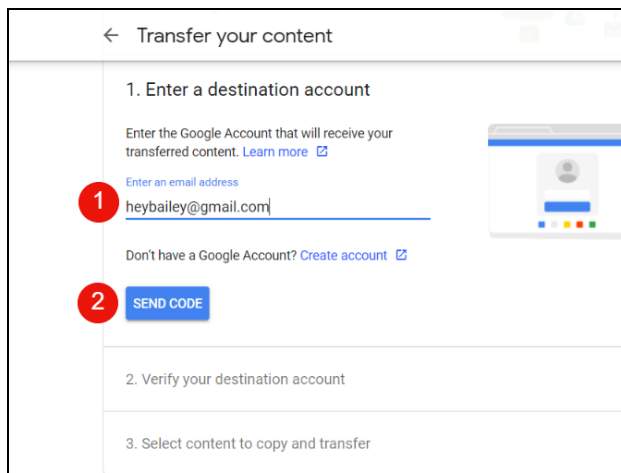 Transfer your content
1. Enter a destination account
Enter the Google Account that will receive your
transferred content. Learn more
Enter an email address
1
heybailey@gmail.com
Don't have a Google Account? Create account
2
SEND CODE
2. Verify your destination account
3. Select content to copy and transfer